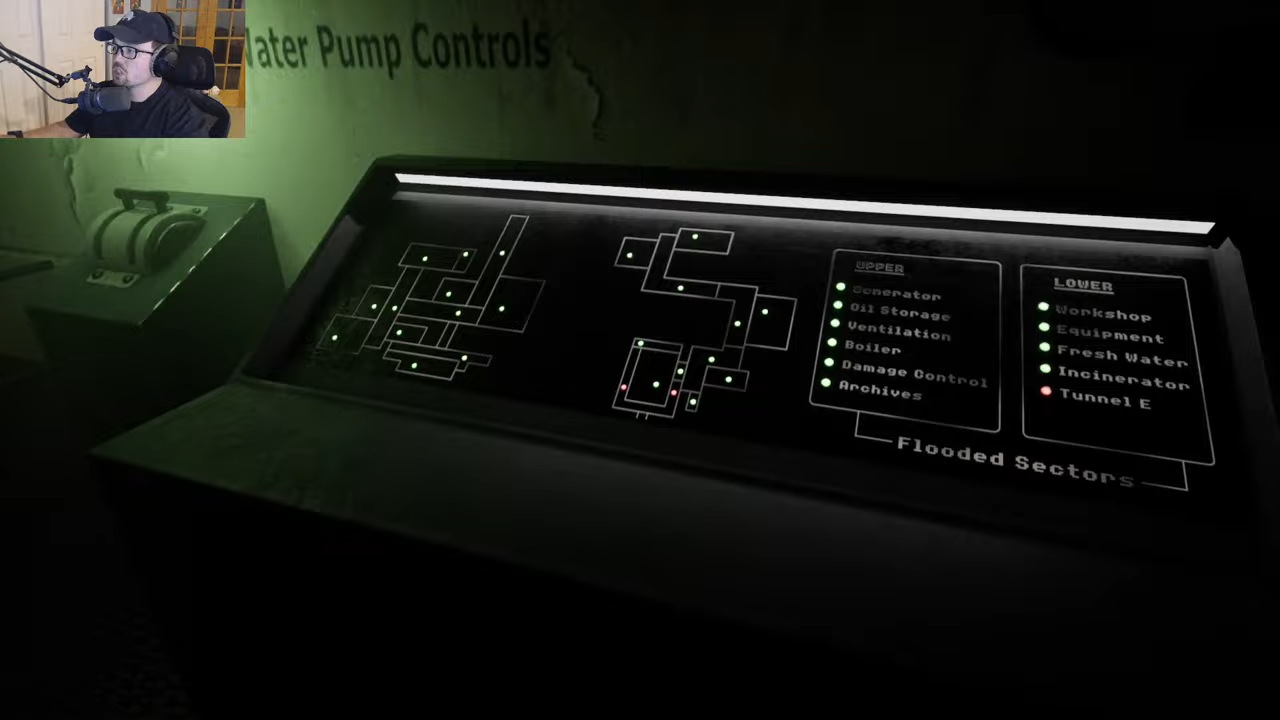 Water Pump Controls
UPPER
Generator
Oil Storage
Ventilation
Boiler
Damage Control
Archives
LOWER
Workshop
Equipment
Fresh Water
Incinerator
Tunnel E
Flooded Sectors